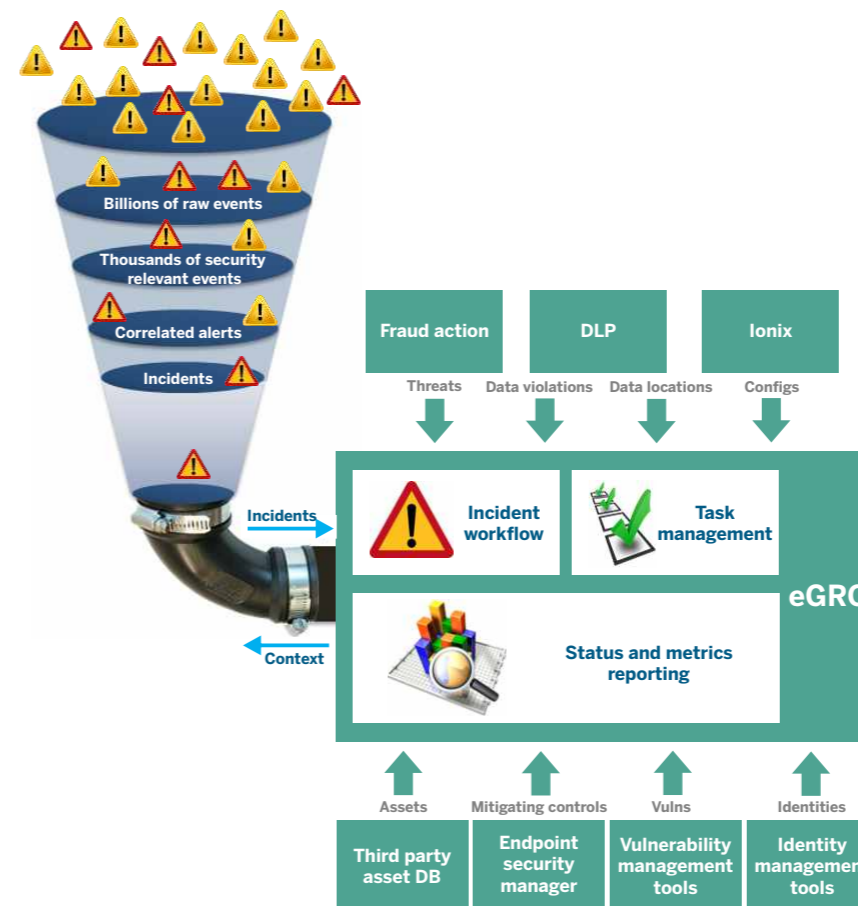 Billions of raw events
Thousands of security
relevant events
Correlated alerts
Incidents
Fraud action
DLP
Ionix
Threats
Data violations
Data locations
Configs
Incidents
Context
Incident
workflow
Task
management
eGRC
Status and metrics
reporting
Assets
Mitigating controls
Vulns
Identities
Third party
asset DB
Endpoint
security
manager
Vulnerability
management
tools
Identity
management
tools